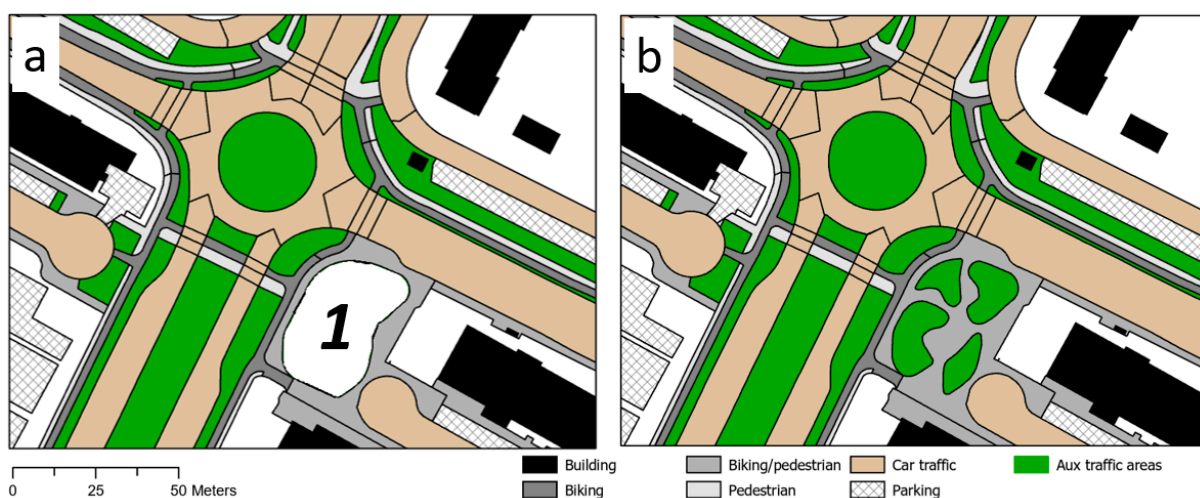 a
b
1
0 25 50 Meters
Building
Biking/pedestrian
Car traffic
Aux traffic areas
Biking
Pedestrian
Parking